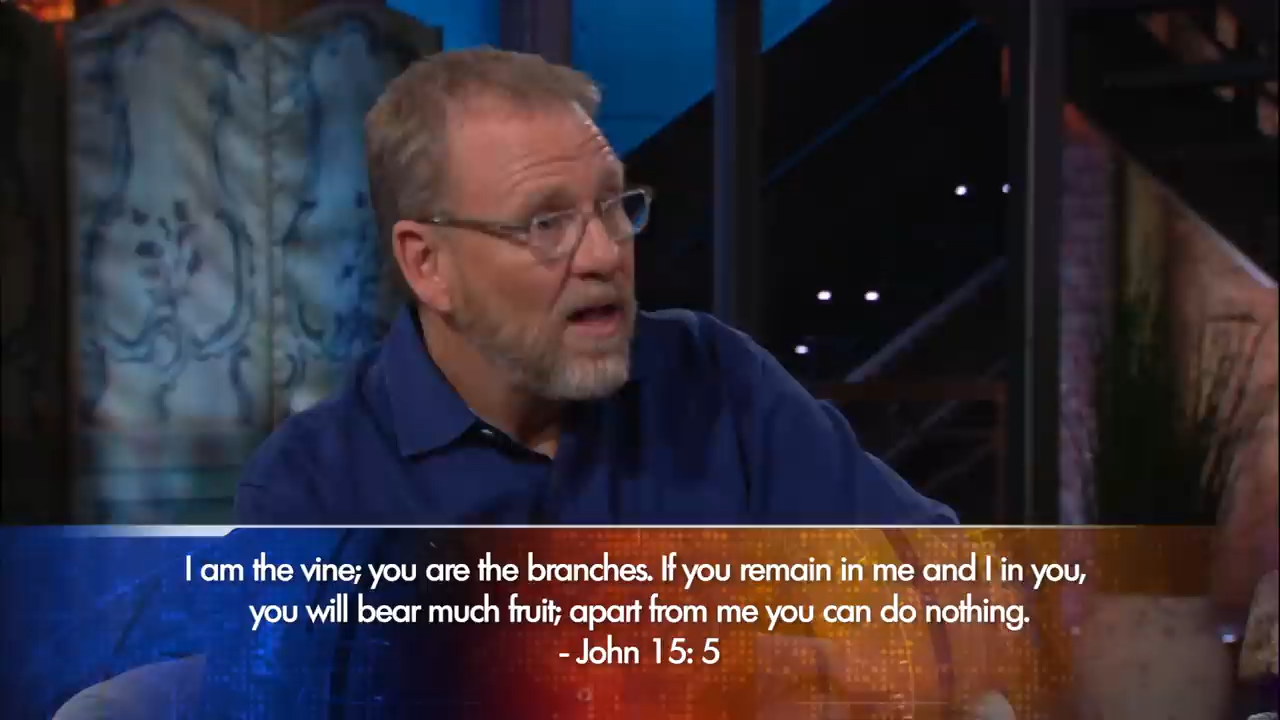 I am the vine; you are the branches. If you remain in me and I in you,
you will bear much fruit; apart from me you can do nothing.
- John 15: 5